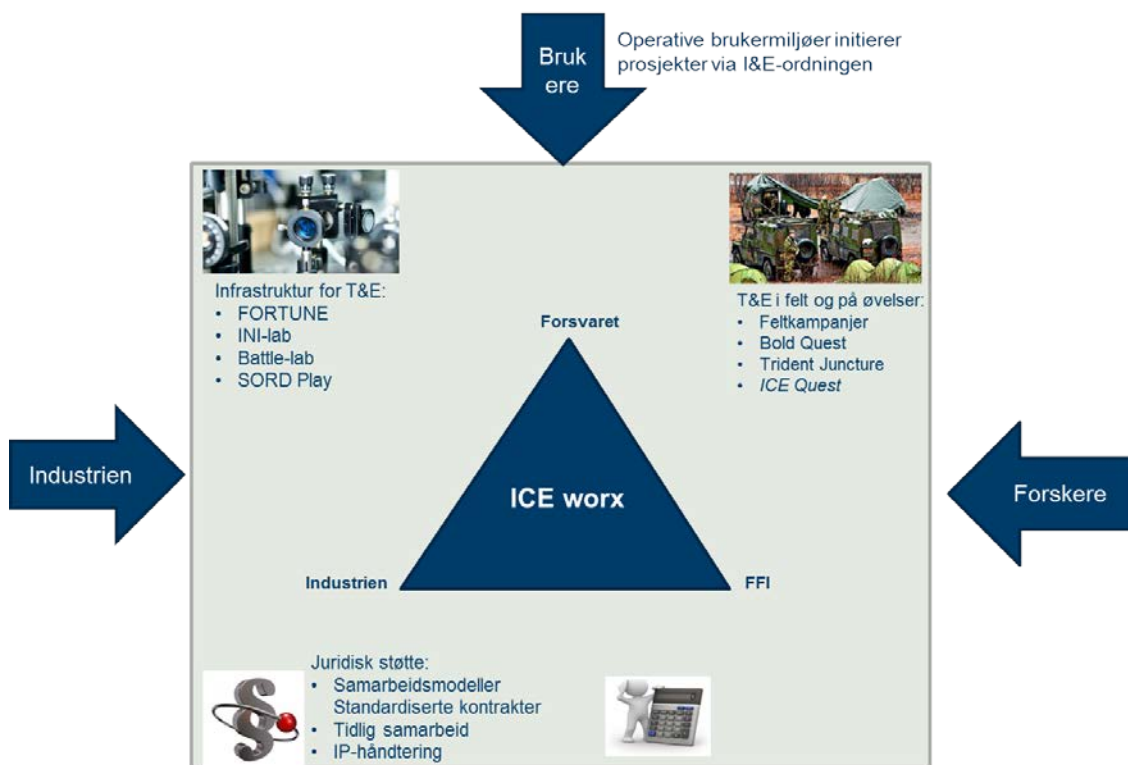 Bruk
ere
Operative brukermiljøer initierer
prosjekter via I&E-ordningen
Infrastruktur for T&E:
• FORTUNE
• INI-lab
• Battle-lab
• SORD Play
T&E i felt og på øvelser:
• Feltkampanjer
• Bold Quest
• Trident Juncture
• ICE Quest
Forsvaret
Industrien
ICE worx
Forskere
Industrien
FFI
Juridisk støtte:
• Samarbeidsmodeller
Standardiserte kontrakter
• Tidlig samarbeid
• IP-håndtering